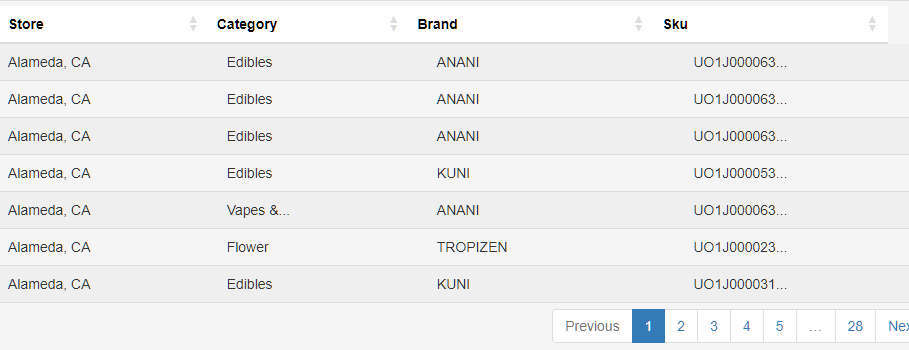 Store Category Brand Sku
Alameda, CA Edibles ANANI UO1J000063...
Alameda, CA Edibles ANANI UO1J000063...
Alameda, CA Edibles ANANI UO1J000063...
Alameda, CA Edibles KUNI UO1J000053...
Alameda, CA Vapes &... ANANI UO1J000063...
Alameda, CA Flower TROPIZEN UO1J000023...
Alameda, CA Edibles KUNI UO1J000031...
Previous 1 2 3 4 5 ... 28 Nex